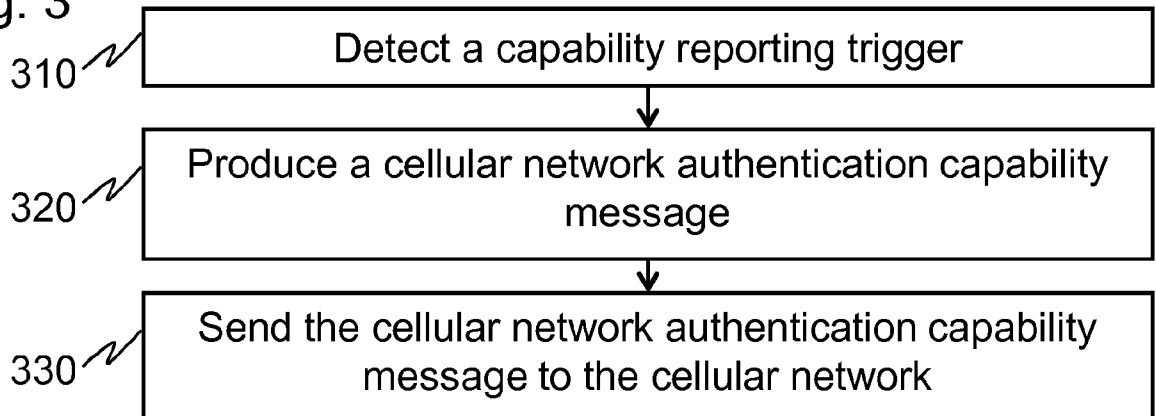 g. 3
310
Detect a capability reporting trigger
320
Produce a cellular network authentication capability
message
330
Send the cellular network authentication capability
message to the cellular network